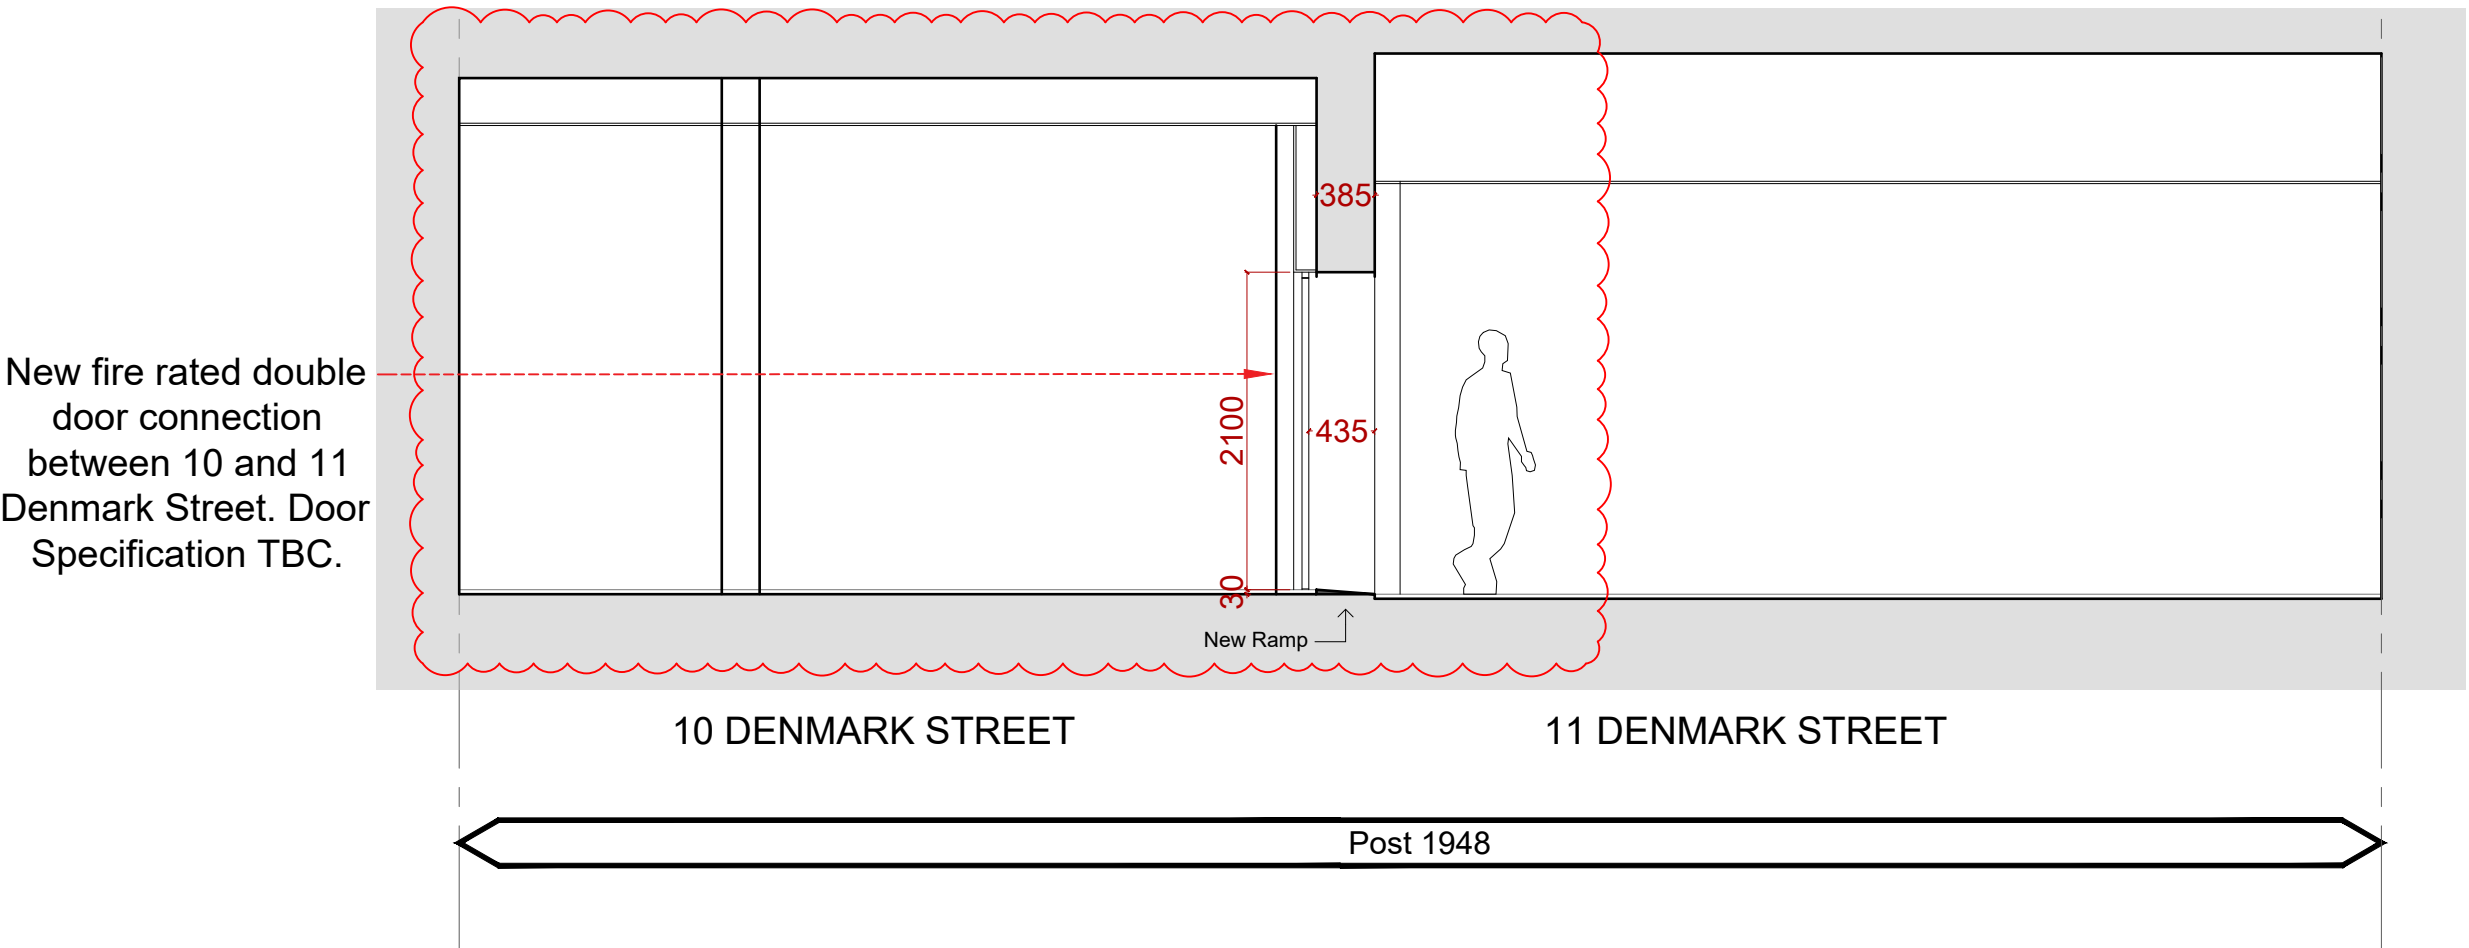 385
New fire rated double
door connection
between 10 and 11
Denmark Street. Door
Specification TBC.
2100
435
30
New Ramp
10 DENMARK STREET
11 DENMARK STREET
Post 1948